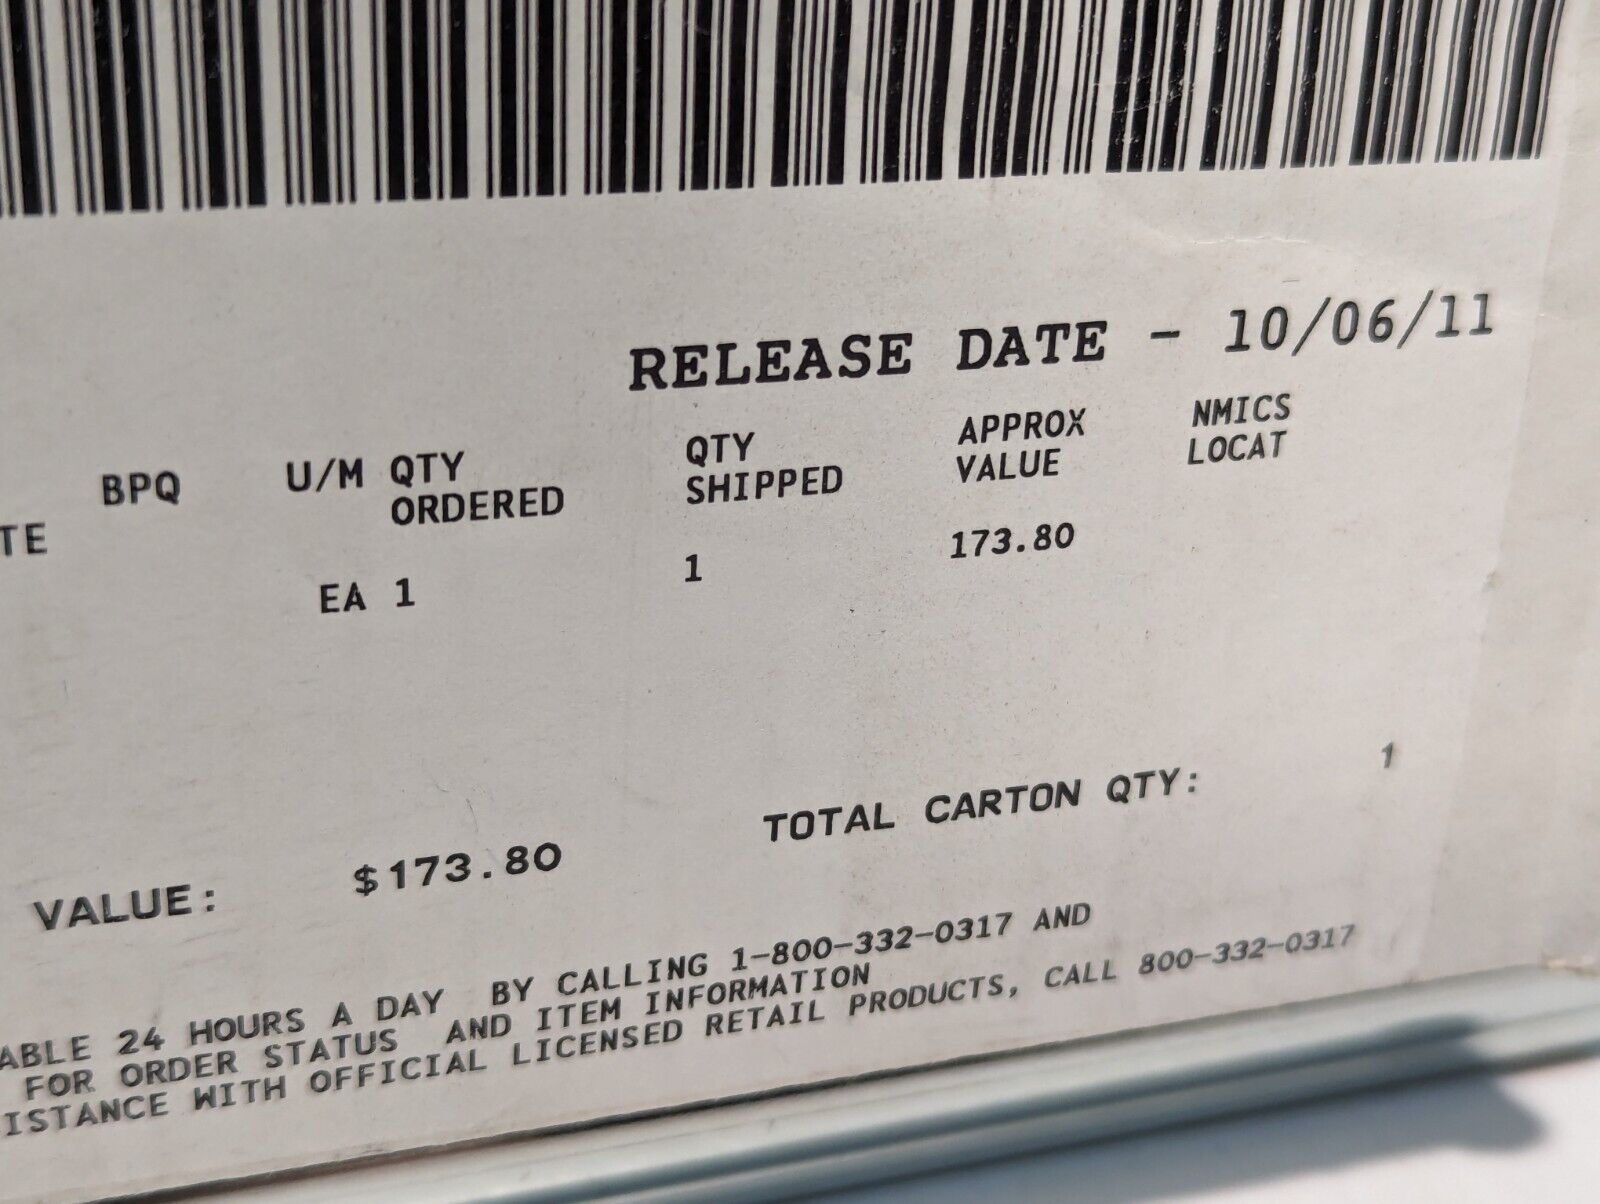 RELEASE DATE - 10/06/11
BPQ U/M QTY ORDERED QTY SHIPPED APPROX VALUE NMICS LOCAT
TE
EA 1 1 173.80
TOTAL CARTON QTY: 1
VALUE: $173.80
ABLE 24 HOURS A DAY BY CALLING 1-800-332-0317 AND
FOR ORDER STATUS AND ITEM INFORMATION
ISTANCE WITH OFFICIAL LICENSED RETAIL PRODUCTS, CALL 800-332-0317